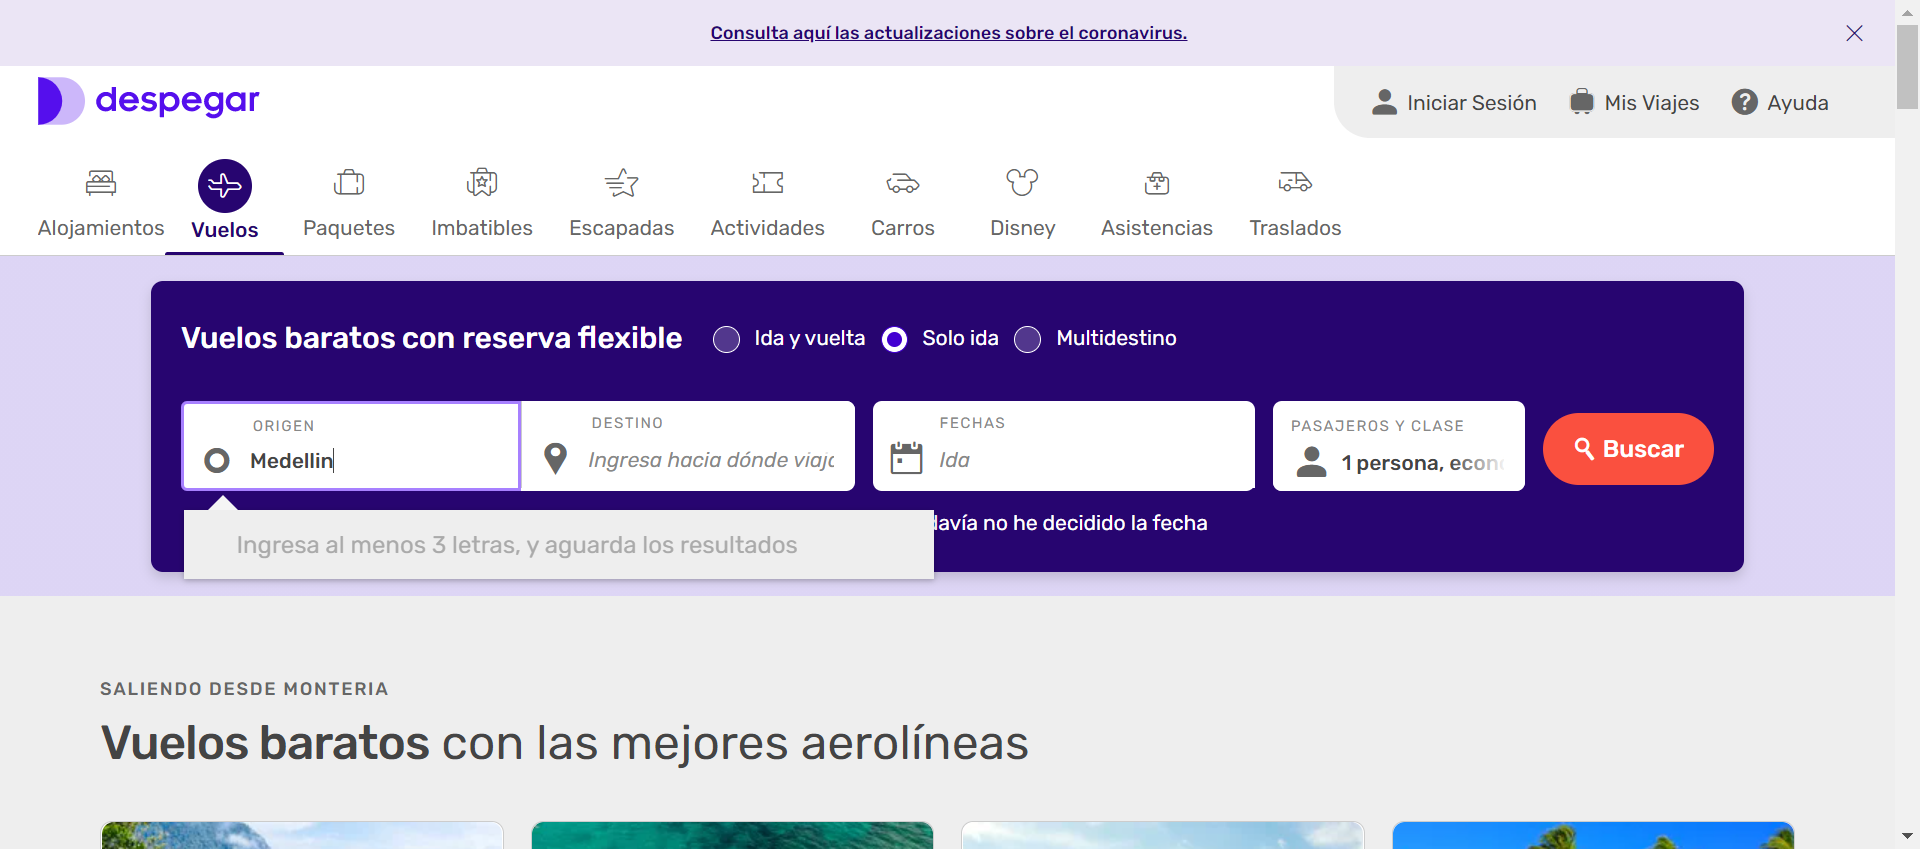 Consulta aquí las actualizaciones sobre el coronavirus.
despegar
Iniciar Sesión
Mis Viajes
Ayuda
Alojamientos
Vuelos
Paquetes
Imbatibles
Escapadas
Actividades
Carros
Disney
Asistencias
Traslados
Vuelos baratos con reserva flexible
Ida y vuelta
Solo ida
Multidestino
ORIGEN
Medellin
DESTINO
Ingresa hacia dónde
FECHAS
Ida
PASAJEROS Y CLASE
1 persona,
Buscar
Ingresa al menos 3 letras, y aguarda los resultados
no he decidido la fecha
SALIENDO DESDE MONTERIA
Vuelos baratos con las mejores aerolíneas